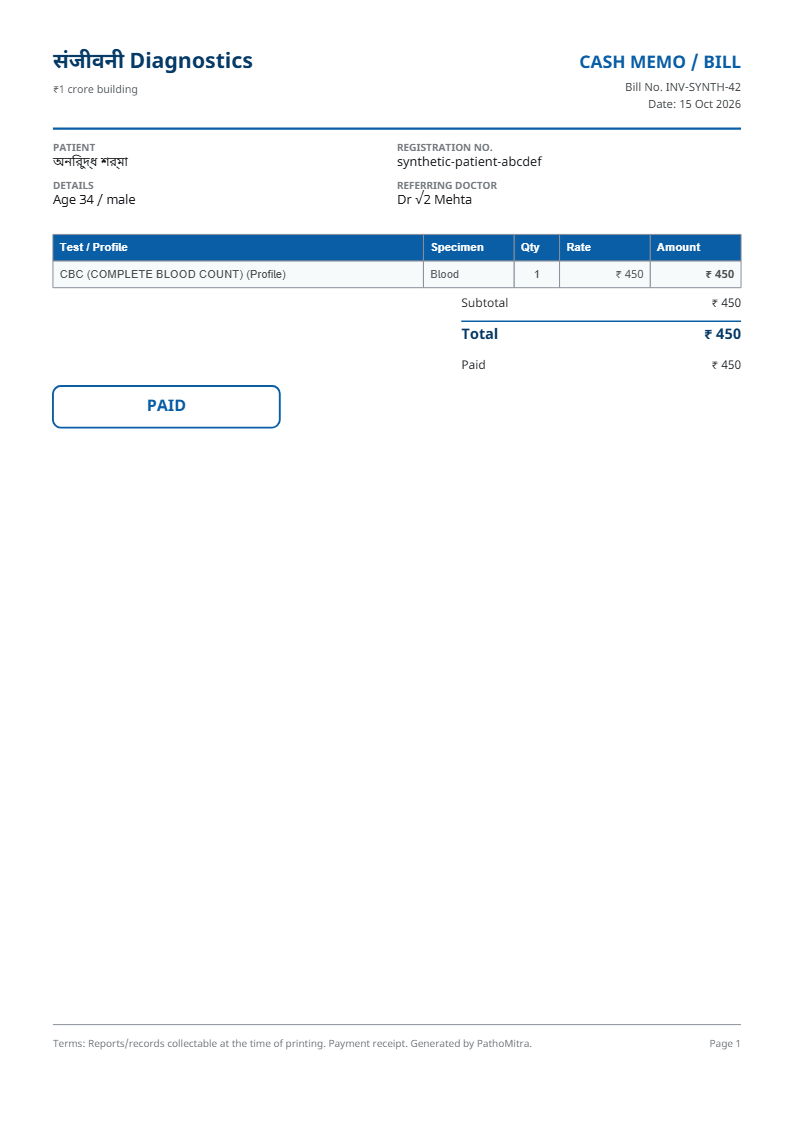 संजीवनी Diagnostics
CASH MEMO / BILL
₹1 crore building
Bill No. INV-SYNTH-42
Date: 15 Oct 2026
PATIENT
অনিরুদ্ধ শর্মা
REGISTRATION NO.
synthetic-patient-abcdef
DETAILS
Age 34 / male
REFERRING DOCTOR
Dr √2 Mehta
Test / Profile Specimen Qty Rate Amount
CBC (COMPLETE BLOOD COUNT) (Profile) Blood 1 ₹ 450 ₹ 450
Subtotal ₹ 450
Total ₹ 450
Paid ₹ 450
PAID
Terms: Reports/records collectable at the time of printing. Payment receipt. Generated by PathoMitra.
Page 1